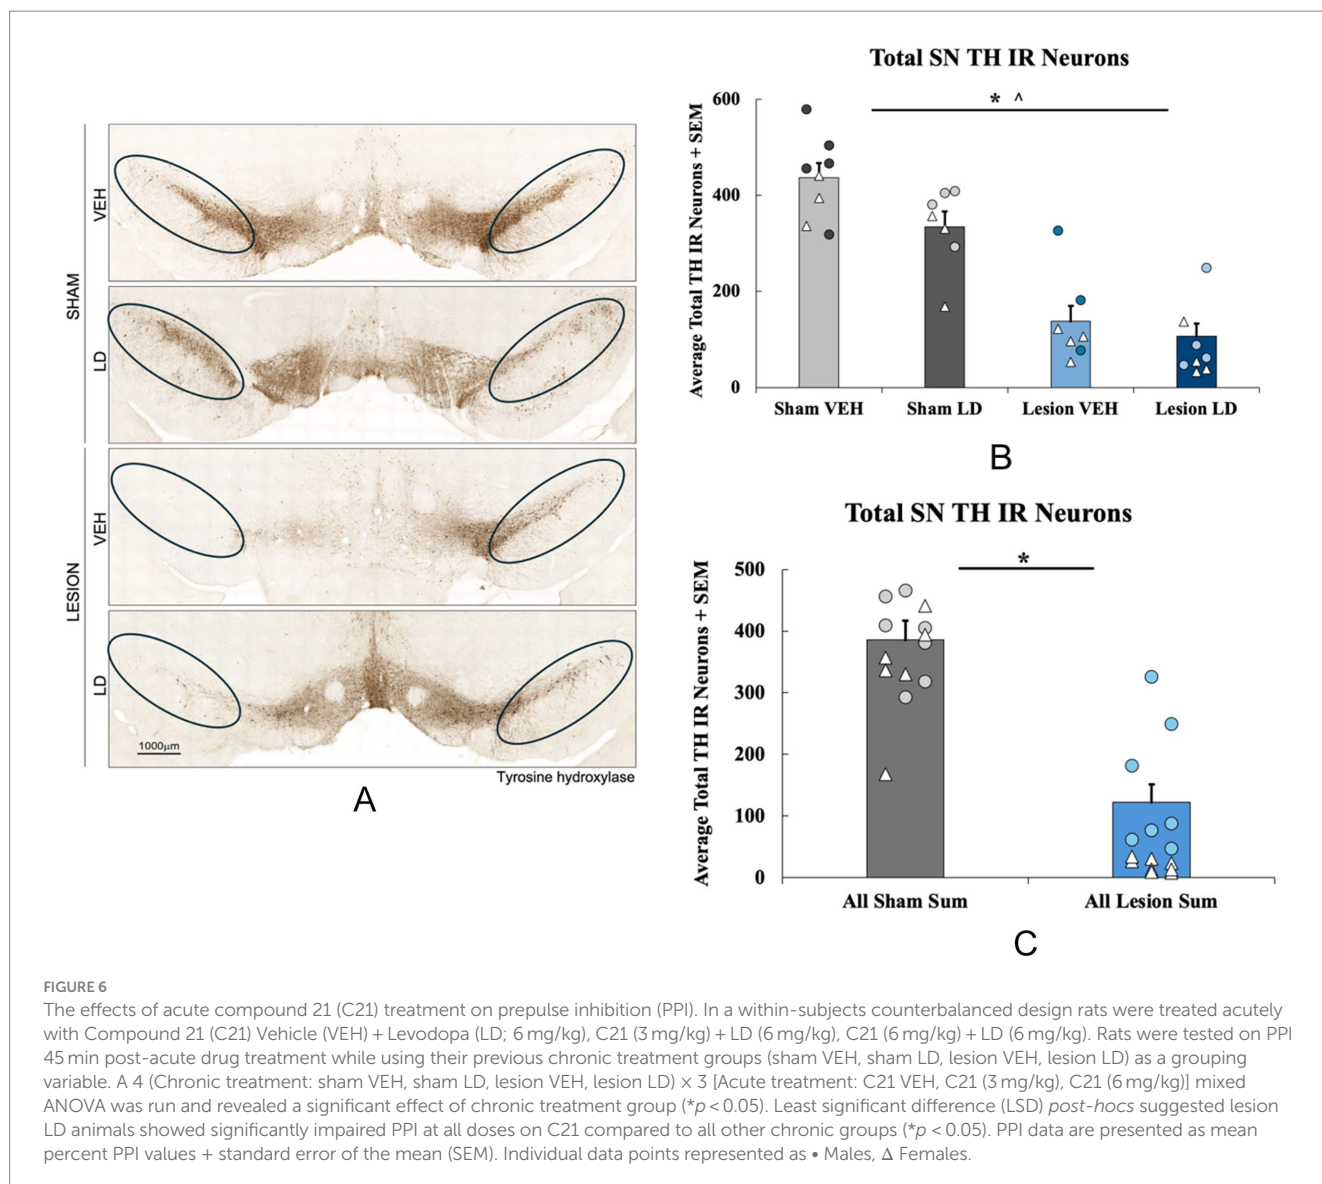 SHAM
VEH
LD
LESION
VEH
LD
1000µm
Tyrosine hydroxylase
A
Total SN TH IR Neurons
Average Total TH IR Neurons + SEM
600
400
200
0
* ^
Sham VEH
Sham LD
Lesion VEH
Lesion LD
B
Total SN TH IR Neurons
Average Total TH IR Neurons + SEM
500
400
300
200
100
0
*
All Sham Sum
All Lesion Sum
C
FIGURE 6
The effects of acute compound 21 (C21) treatment on prepulse inhibition (PPI). In a within-subjects counterbalanced design rats were treated acutely
with Compound 21 (C21) Vehicle (VEH) + Levodopa (LD; 6 mg/kg), C21 (3 mg/kg) + LD (6 mg/kg), C21 (6 mg/kg) + LD (6 mg/kg). Rats were tested on PPI
45 min post-acute drug treatment while using their previous chronic treatment groups (sham VEH, sham LD, lesion VEH, lesion LD) as a grouping
variable. A 4 (Chronic treatment: sham VEH, sham LD, lesion VEH, lesion LD) × 3 [Acute treatment: C21 VEH, C21 (3 mg/kg), C21 (6 mg/kg)] mixed
ANOVA was run and revealed a significant effect of chronic treatment group (*p < 0.05). Least significant difference (LSD) post-hocs suggested lesion
LD animals showed significantly impaired PPI at all doses on C21 compared to all other chronic groups (*p < 0.05). PPI data are presented as mean
percent PPI values + standard error of the mean (SEM). Individual data points represented as • Males, Δ Females.